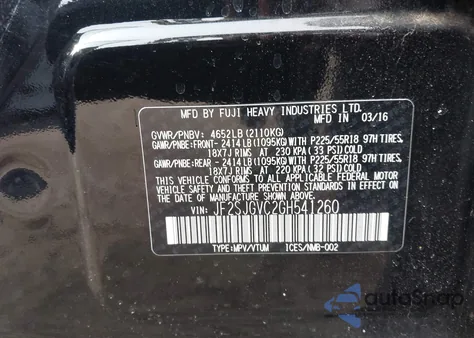 MFD BY FUJI HEAVY INDUSTRIES LTD.
MFD IN 03/16
GVWR/PNBV: 4652LB (2110KG)
GAWR/PNBE:FRONT- 2414LB(1095KG)WITH P225/55R18 97H TIRES,
18X7J RIMS AT 230 KPA (33 PSI)COLD
GAWR/PNBE:REAR - 2414LB(1095KG)WITH P225/55R18 97H TIRES,
18X7J RIMS AT 220 KPA (32 PSI)COLD
THIS VEHICLE CONFORMS TO ALL APPLICABLE FEDERAL MOTOR
VEHICLE SAFETY AND THEFT PREVENTION STANDARDS IN EFFECT ON
THE DATE OF MANUFACTURE SHOWN ABOVE.
JF2SJGVC2GH541260
TYPE:MPV/VTUM ICES/NMB-002
autoSnap